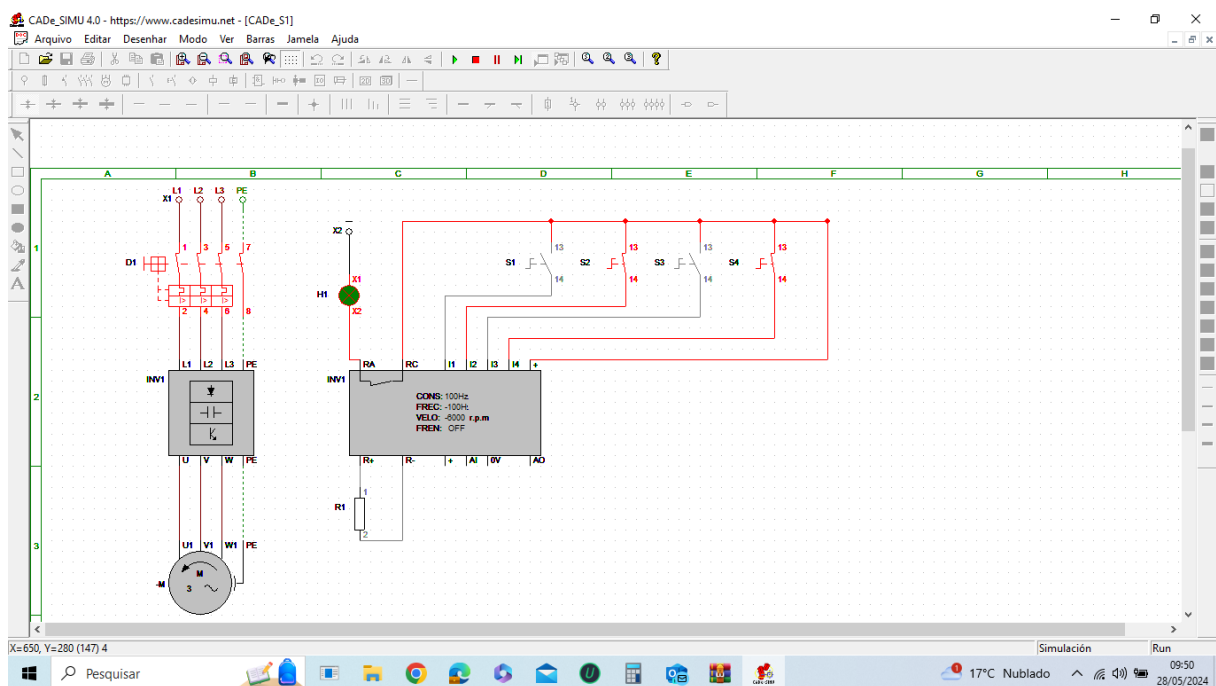 CADe_SIMU 4.0 - https://www.cadesimu.net - [CADe_S1]
Arquivo Editar Desenhar Modo Ver Barras Jamela Ajuda
A B C D E F G H
L1 L2 L3 PE
X1
X2
1
1 3 5 7
13 13 13 13
D1
S1 S2 S3 S4
14 14 14 14
X1
H1
X2
2 4 6 8
L1 L2 L3 PE
RA RC I1 I2 I3 I4 +
INV1
INV1
2
CONS: 100Hz
FREC: -100Hz
VELO: -6000 r.p.m
FREN: OFF
U V W PE
R+ R- + AI 0V AO
1
R1
2
3
U1 V1 W1 PE
M
-M
3
X=650, Y=280 (147) 4
Simulación
Run
Pesquisar
17°C Nublado
09:50
28/05/2024